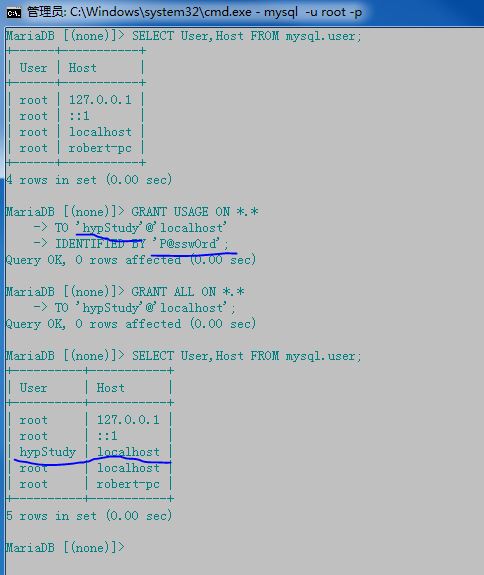 管理员: C:\Windows\system32\cmd.exe - mysql  -u root -p
MariaDB [(none)]> SELECT User,Host FROM mysql.user;
+------+-----------+
| User | Host      |
+------+-----------+
| root | 127.0.0.1 |
| root | ::1       |
| root | localhost |
| root | robert-pc |
+------+-----------+
4 rows in set (0.00 sec)
MariaDB [(none)]> GRANT USAGE ON *.*
    -> TO 'hypStudy'@'localhost'
    -> IDENTIFIED BY 'P@ssw0rd';
Query OK, 0 rows affected (0.00 sec)
MariaDB [(none)]> GRANT ALL ON *.*
    -> TO 'hypStudy'@'localhost';
Query OK, 0 rows affected (0.00 sec)
MariaDB [(none)]> SELECT User,Host FROM mysql.user;
+----------+-----------+
| User     | Host      |
+----------+-----------+
| root     | 127.0.0.1 |
| root     | ::1       |
| hypStudy | localhost |
| root     | localhost |
| root     | robert-pc |
+----------+-----------+
5 rows in set (0.00 sec)
MariaDB [(none)]>